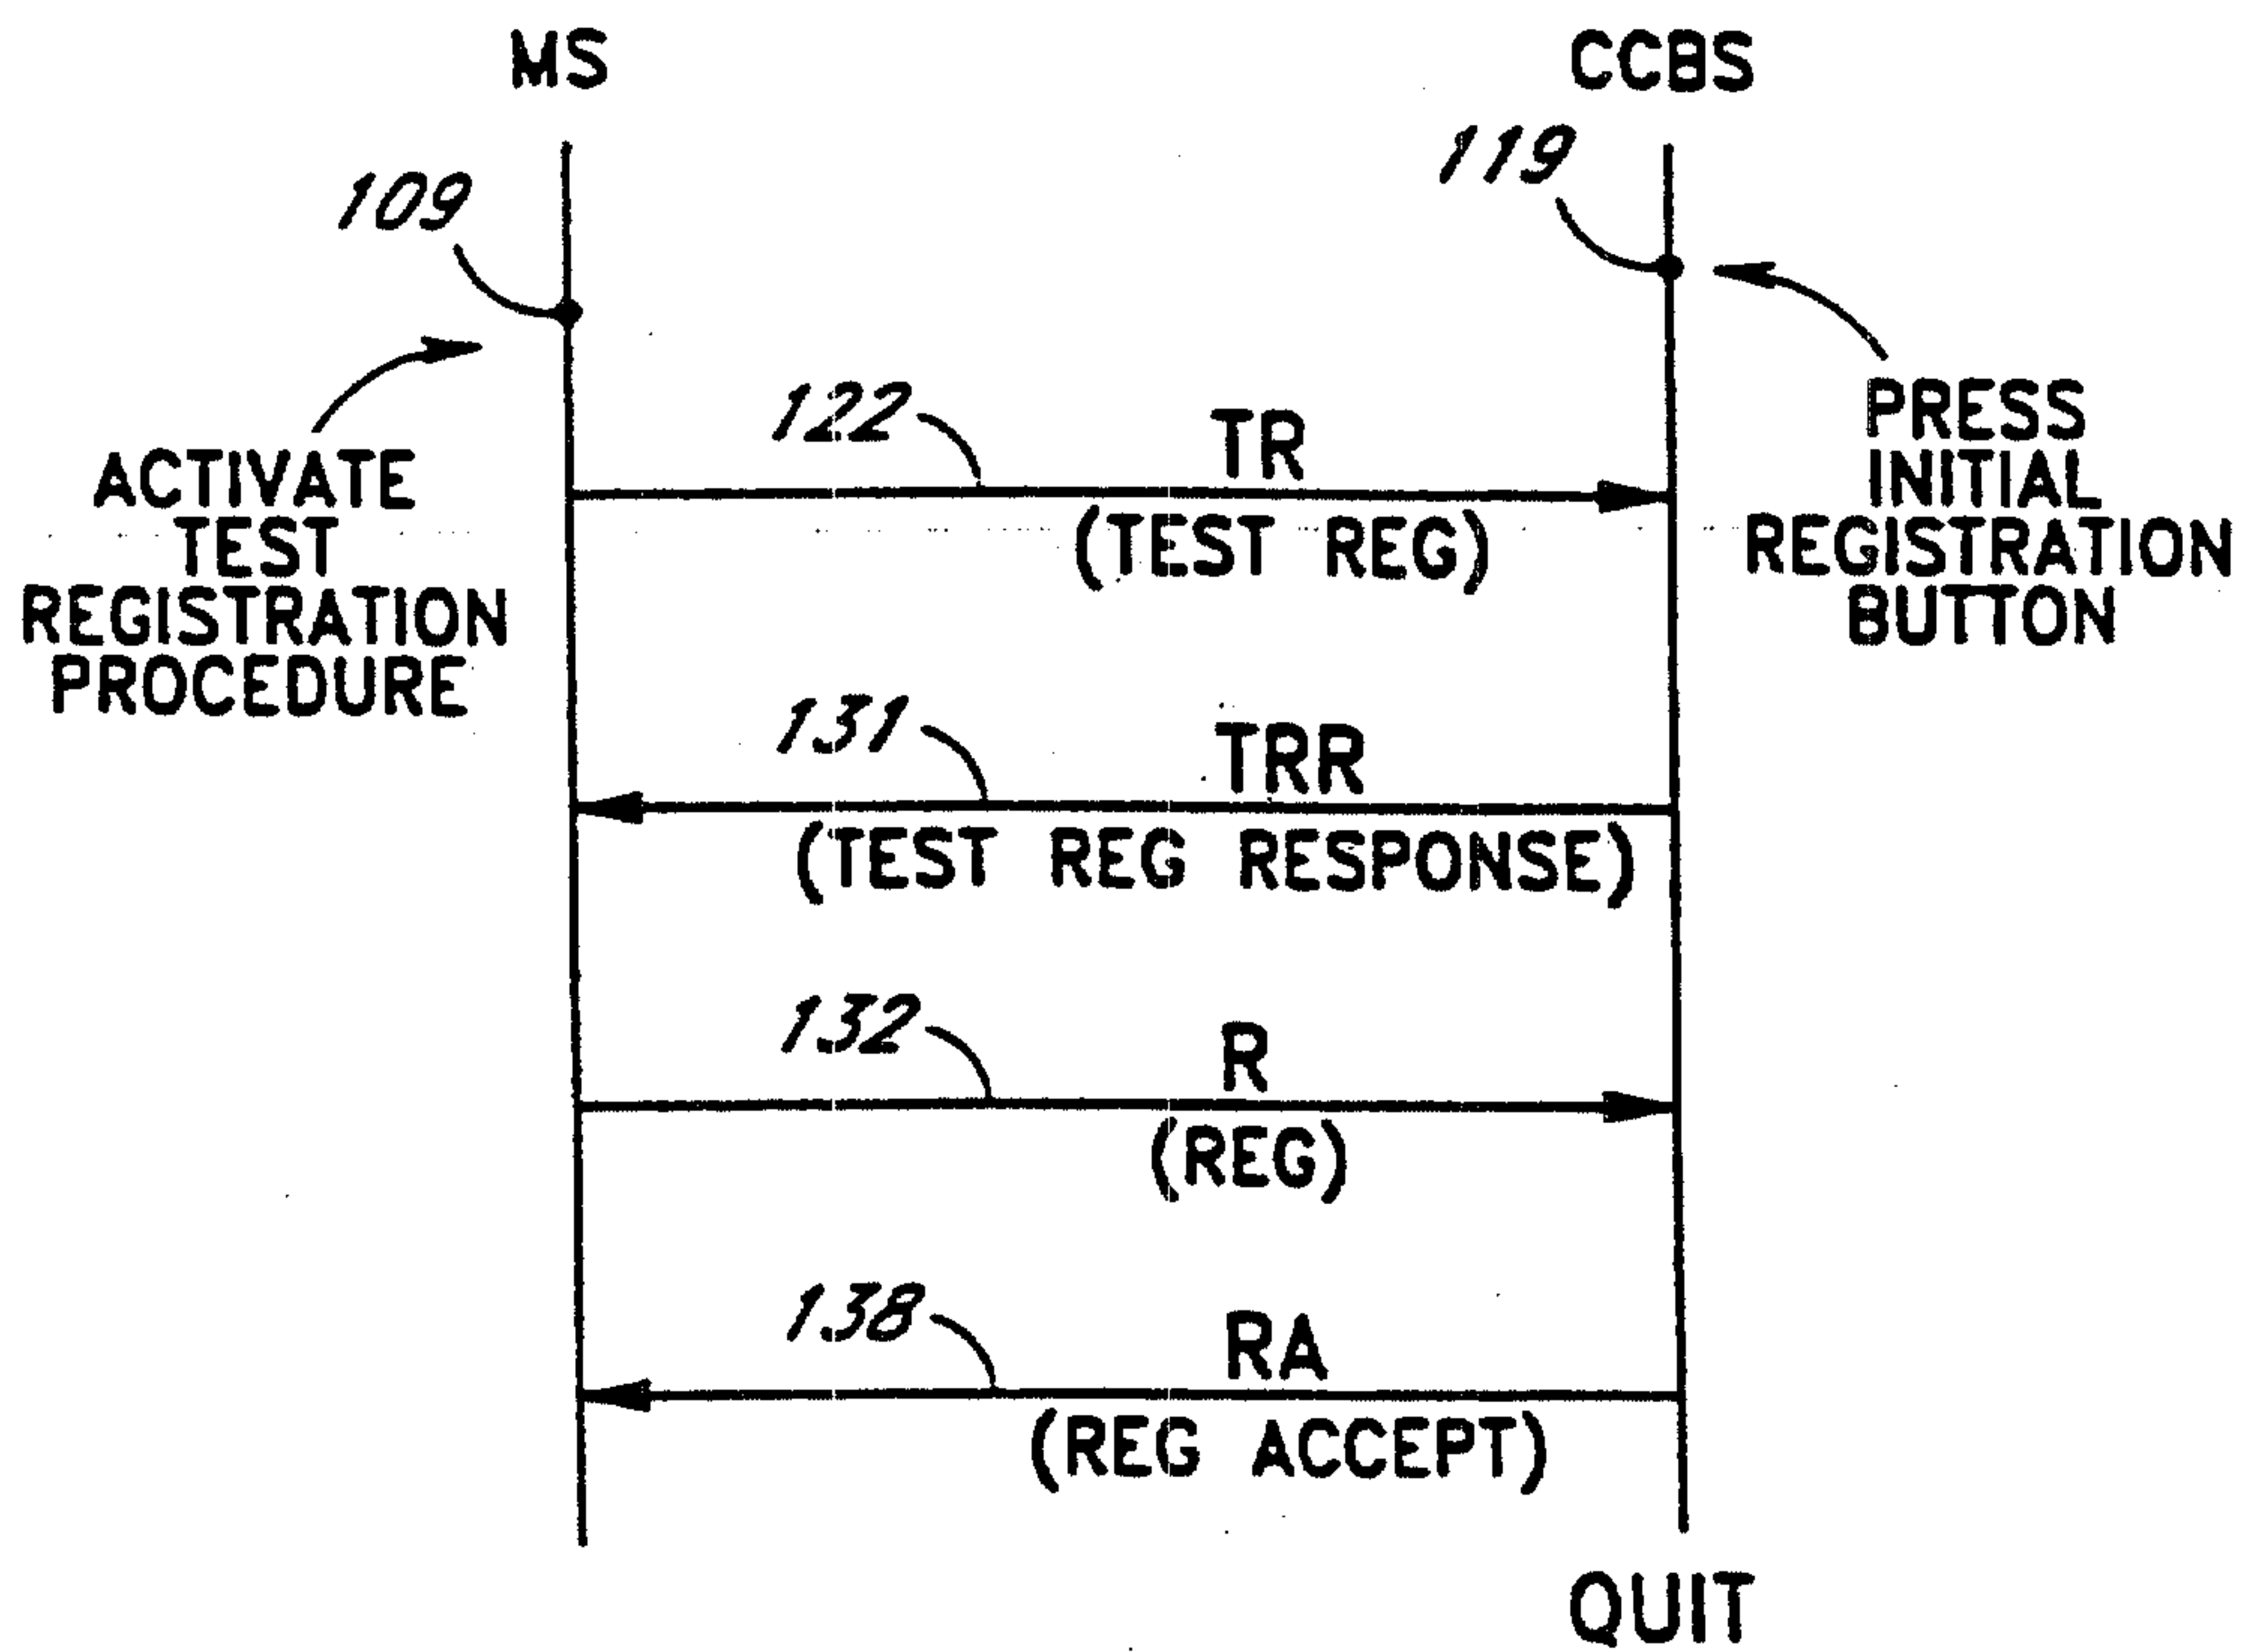 MS
CCBS
119
109
122
TR
(TEST REG)
ACTIVATE
TEST
REGISTRATION
PROCEDURE
PRESS
INITIAL
REGISTRATION
BUTTON
131
TRR
(TEST REG RESPONSE)
132
R
(REG)
138
RA
(REG ACCEPT)
QUIT